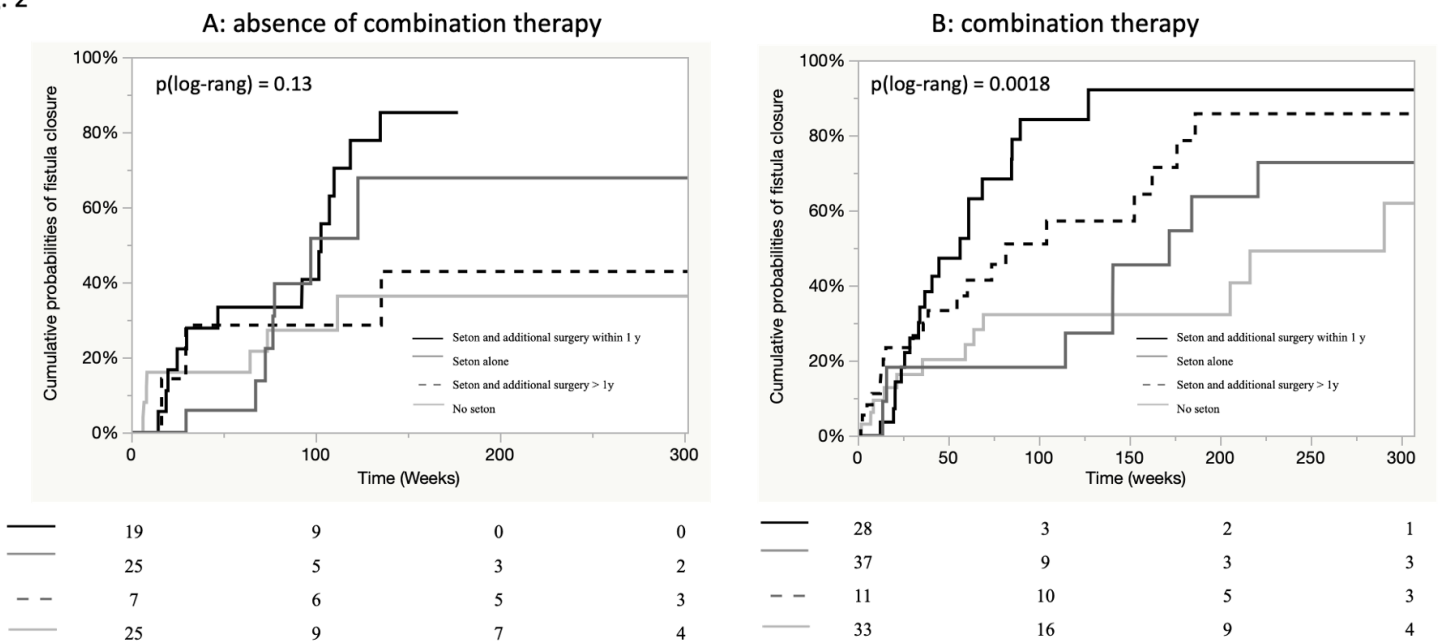 . 2
A: absence of combination therapy
B: combination therapy
100%
80%
60%
40%
20%
0%
Cumulative probabilities of fistula closure
p(log-rang) = 0.13
Seton and additional surgery within 1 y
Seton alone
Seton and additional surgery > 1y
No seton
0 100 200 300
Time (Weeks)
19 9 0 0
25 5 3 2
7 6 5 3
25 9 7 4
100%
80%
60%
40%
20%
0%
Cumulative probabilities of fistula closure
p(log-rang) = 0.0018
Seton and additional surgery within 1 y
Seton alone
Seton and additional surgery > 1y
No seton
0 50 100 150 200 250 300
Time (weeks)
28 3 2 1
37 9 3 3
11 10 5 3
33 16 9 4